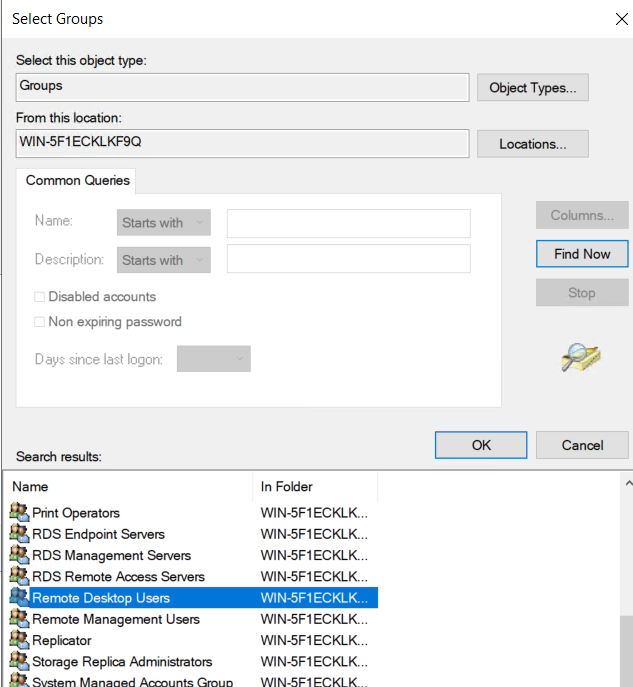 Select Groups
Select this object type:
Groups
Object Types...
From this location:
WIN-5F1ECKLKF9Q
Locations...
Common Queries
Name:
Starts with
Description:
Starts with
Disabled accounts
Non expiring password
Days since last logon:
Columns...
Find Now
Stop
OK
Cancel
Search results:
Name In Folder
Print Operators WIN-5F1ECKLK...
RDS Endpoint Servers WIN-5F1ECKLK...
RDS Management Servers WIN-5F1ECKLK...
RDS Remote Access Servers WIN-5F1ECKLK...
Remote Desktop Users WIN-5F1ECKLK...
Remote Management Users WIN-5F1ECKLK...
Replicator WIN-5F1ECKLK...
Storage Replica Administrators WIN-5F1ECKLK...
System Managed Accounts Group WIN-5F1ECKLK...